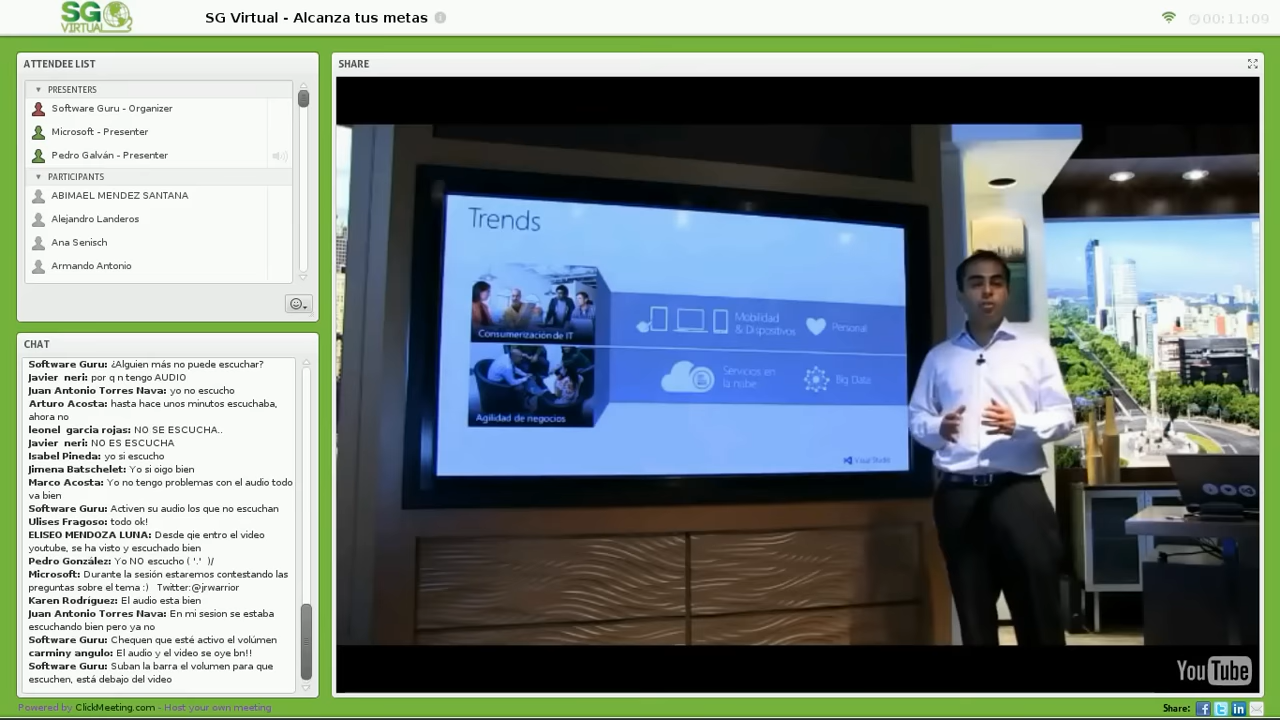 SG
VIRTUAL
SG Virtual - Alcanza tus metas
00:11:09
ATTENDEE LIST
PRESENTERS
Software Guru - Organizer
Microsoft - Presenter
Pedro Galván - Presenter
PARTICIPANTS
ABIMAEL MENDEZ SANTANA
Alejandro Landeros
Ana Senisch
Armando Antonio
CHAT
Software Guru: ¿Alguien más no puede escuchar?
Javier neri: por q n tengo AUDIO
Juan Antonio Torres Nava: yo no escucho
Arturo Acosta: hasta hace unos minutos escuchaba,
ahora no
leonel garcia rojas: NO SE ESCUCHA..
Javier neri: NO ES ESCUCHA
Isabel Pineda: yo si escucho
Jimena Batschelet: Yo si oigo bien
Marco Acosta: Yo no tengo problemas con el audio todo
va bien
Software Guru: Activen su audio los que no escuchan
Ulises Fragoso: todo ok!
ELISEO MENDOZA LUNA: Desde qie entro el video
youtube, se ha visto y escuchado bien
Pedro González: Yo NO escucho ( '.' )/
Microsoft: Durante la sesión estaremos contestando las
preguntas sobre el tema :) Twitter:@jrwarrior
Karen Rodríguez: El audio esta bien
Juan Antonio Torres Nava: En mi sesion se estaba
escuchando bien pero ya no
Software Guru: Chequen que esté activo el volúmen
carminy angulo: El audio y el video se oye bn!!
Software Guru: Suban la barra el volumen para que
escuchen, está debajo del video
SHARE
Trends
Consumerización de IT
Mobilidad
& Dispositivos
Personal
Agilidad de negocios
Servicios en
la nube
Big Data
Visual Studio
YouTube
Powered by ClickMeeting.com - Host your own meeting
Share: